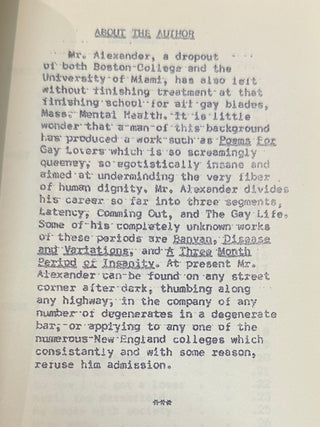 ABOUT THE AUTHOR
Mr. Alexander, a dropout
of both Boston College and the
University of Miami, has also left
without finishing treatment at that
finishing school for all gay blades,
Mass. Mental Health. It is little
wonder that a man of this background
has produced a work such as Poems For
Gay Lovers which is so screamingly
queeney, so egotistically insane and
aimed at underminding the very fiber
of human dignity. Mr. Alexander divides
his career so far into three segments,
Latency, Comming Out, and The Gay Life.
Some of his completely unknown works
of these periods are Banyan, Disease
and Variations, and A Three Month
Period of Insanity. At present Mr.
Alexander can be found on any street
corner after dark, thumbing along
any highway, in the company of any
number of degenerates in a degenerate
bar, or applying to any one of the
numerous New England colleges which
consistantly and with some reason,
refuse him admission.
***